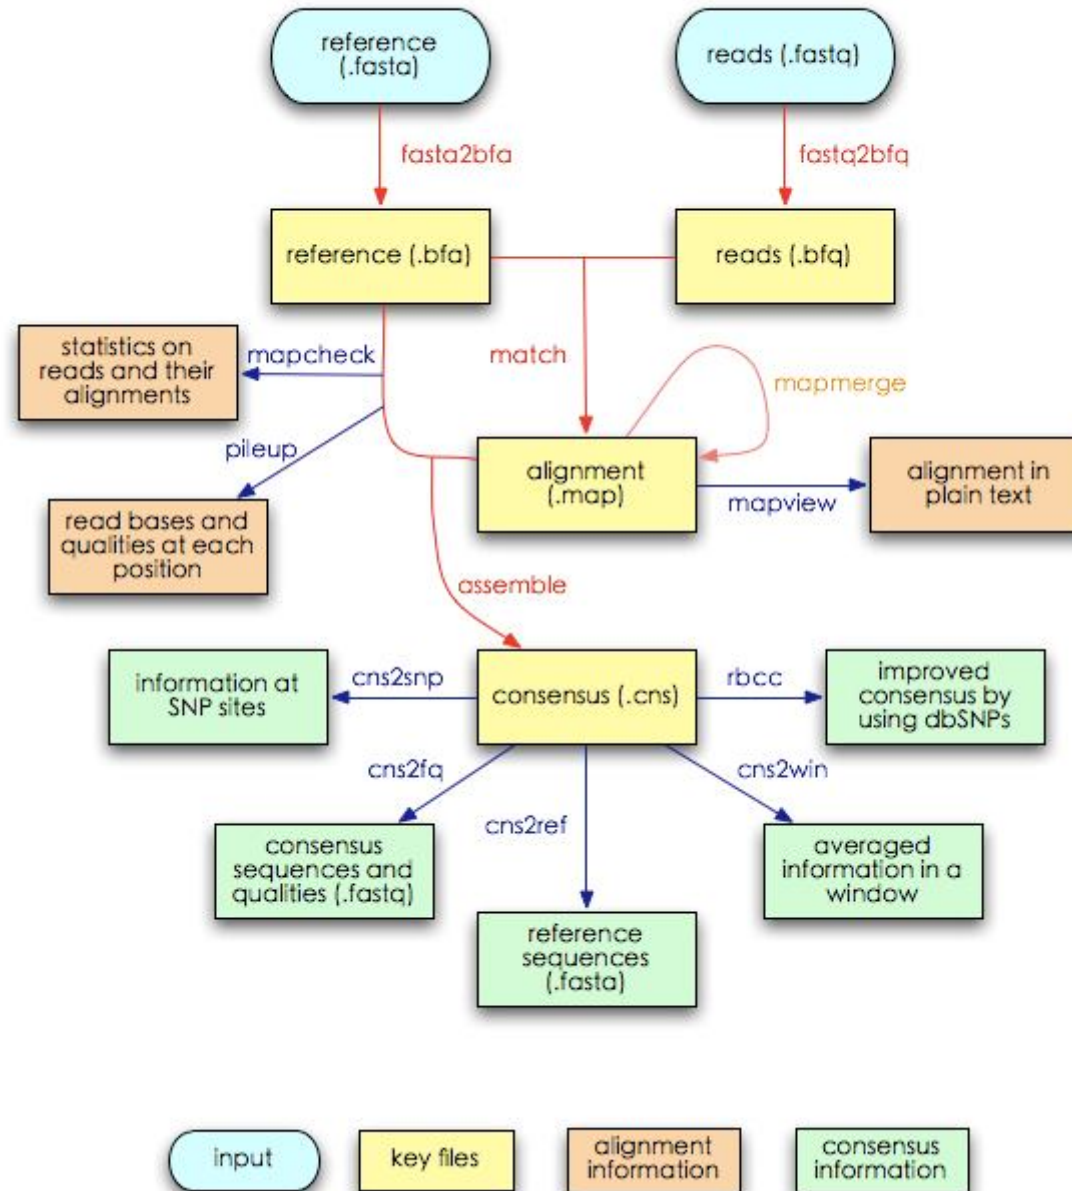 reference
(.fasta)
reads (.fastq)
fasta2bfa
fastq2bfq
reference (.bfa)
reads (.bfq)
statistics on
reads and their
alignments
mapcheck
match
mapmerge
pileup
alignment
(.map)
mapview
alignment in
plain text
read bases and
qualities at each
position
assemble
information at
SNP sites
cns2snp
consensus (.cns)
rbcc
improved
consensus by
using dbSNPs
cns2fq
cns2ref
cns2win
consensus
sequences and
qualities (.fastq)
averaged
information in a
window
reference
sequences
(.fasta)
input
key files
alignment
information
consensus
information